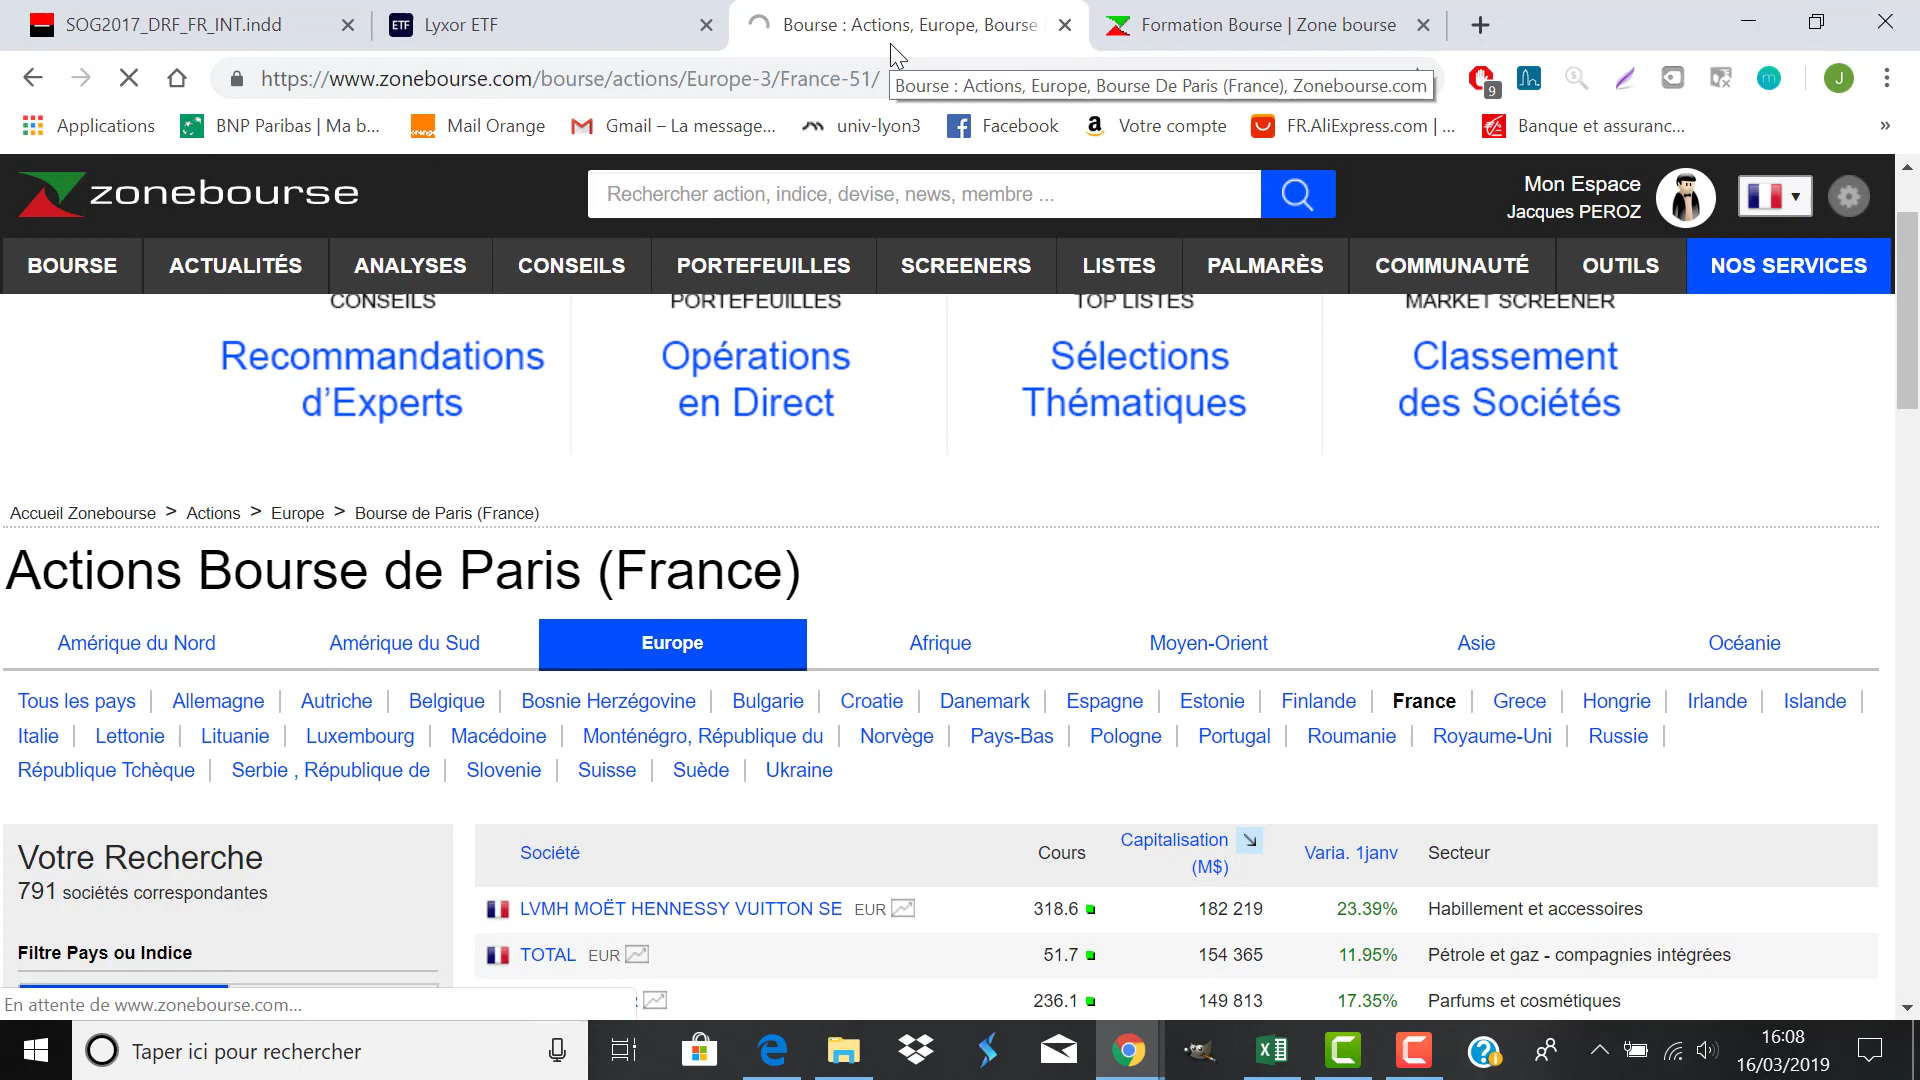 SOG2017_DRF_FR_INT.indd
ETF Lyxor ETF
Bourse : Actions, Europe, Bourse
Formation Bourse | Zone bourse
https://www.zonebourse.com/bourse/actions/Europe-3/France-51/
Bourse : Actions, Europe, Bourse De Paris (France), Zonebourse.com
9
m
J
Applications
BNP Paribas | Ma b...
Mail Orange
Gmail – La message...
univ-lyon3
Facebook
Votre compte
FR.AliExpress.com | ...
Banque et assuranc...
»
zonebourse
Rechercher action, indice, devise, news, membre ...
Mon Espace
Jacques PEROZ
BOURSE ACTUALITÉS ANALYSES CONSEILS PORTEFEUILLES SCREENERS LISTES PALMARÈS COMMUNAUTÉ OUTILS NOS SERVICES
CONSEILS PORTEFEUILLES TOP LISTES MARKET SCREENER
Recommandations Opérations Sélections Classement
d’Experts en Direct Thématiques des Sociétés
Accueil Zonebourse > Actions > Europe > Bourse de Paris (France)
Actions Bourse de Paris (France)
Amérique du Nord Amérique du Sud Europe Afrique Moyen-Orient Asie Océanie
Tous les pays | Allemagne | Autriche | Belgique | Bosnie Herzégovine | Bulgarie | Croatie | Danemark | Espagne | Estonie | Finlande | France | Grece | Hongrie | Irlande | Islande |
Italie | Lettonie | Lituanie | Luxembourg | Macédoine | Monténégro, République du | Norvège | Pays-Bas | Pologne | Portugal | Roumanie | Royaume-Uni | Russie |
République Tchèque | Serbie , République de | Slovenie | Suisse | Suède | Ukraine
Votre Recherche
791 sociétés correspondantes
Filtre Pays ou Indice
Société Cours Capitalisation (M$) Varia. 1janv Secteur
LVMH MOËT HENNESSY VUITTON SE EUR 318.6 182 219 23.39% Habillement et accessoires
TOTAL EUR 51.7 154 365 11.95% Pétrole et gaz - compagnies intégrées
236.1 149 813 17.35% Parfums et cosmétiques
En attente de www.zonebourse.com...
Taper ici pour rechercher
16:08
16/03/2019